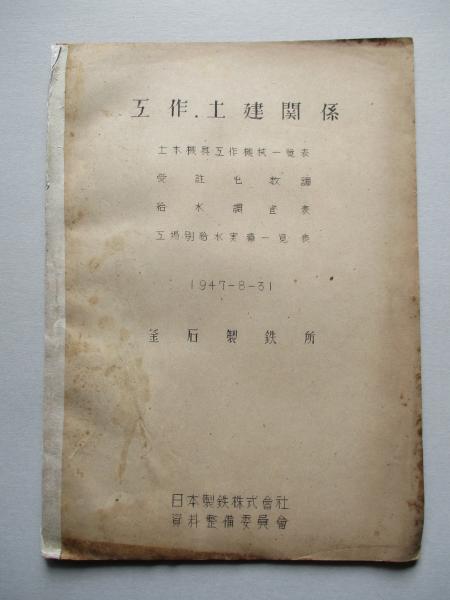 工作.土建関係
土木機具工作機械一覧表
受註七数調
給水調査表
工場別給水実績一覧表
1947-8-31
釜石製鉄所
日本製鉄株式會社
資料整備委員會